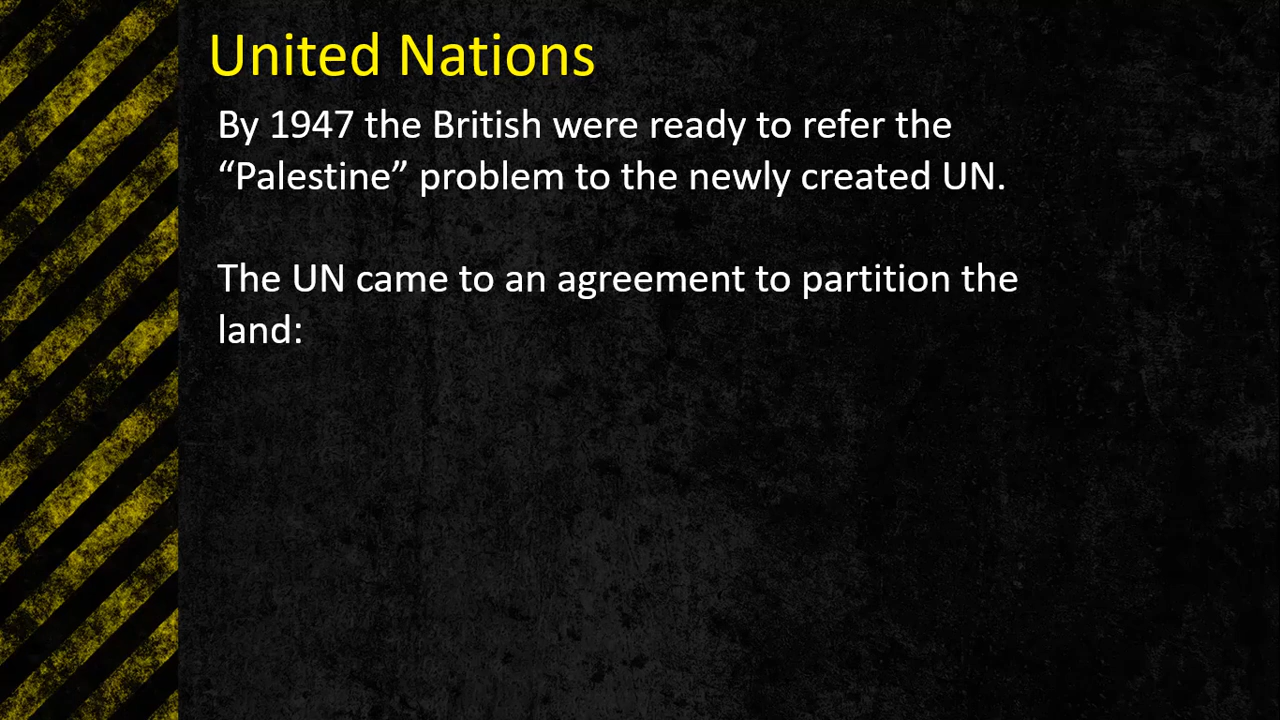 United Nations
By 1947 the British were ready to refer the
“Palestine” problem to the newly created UN.
The UN came to an agreement to partition the
land: